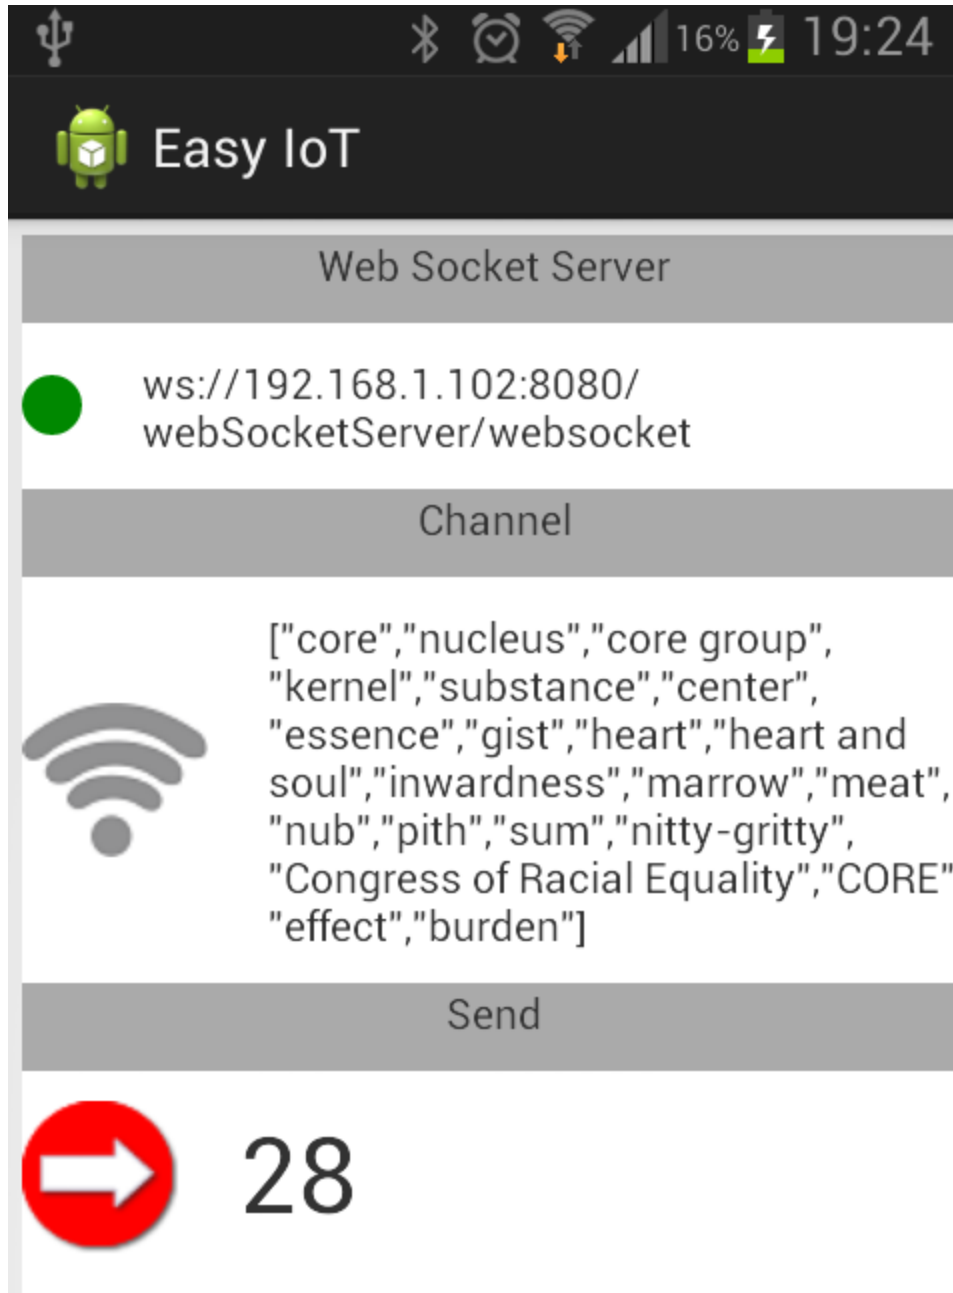 16% 19:24
Easy IoT
Web Socket Server
ws://192.168.1.102:8080/
webSocketServer/websocket
Channel
["core","nucleus","core group",
"kernel","substance","center",
"essence","gist","heart","heart and
soul","inwardness","marrow","meat",
"nub","pith","sum","nitty-gritty",
"Congress of Racial Equality","CORE"
"effect","burden"]
Send
28